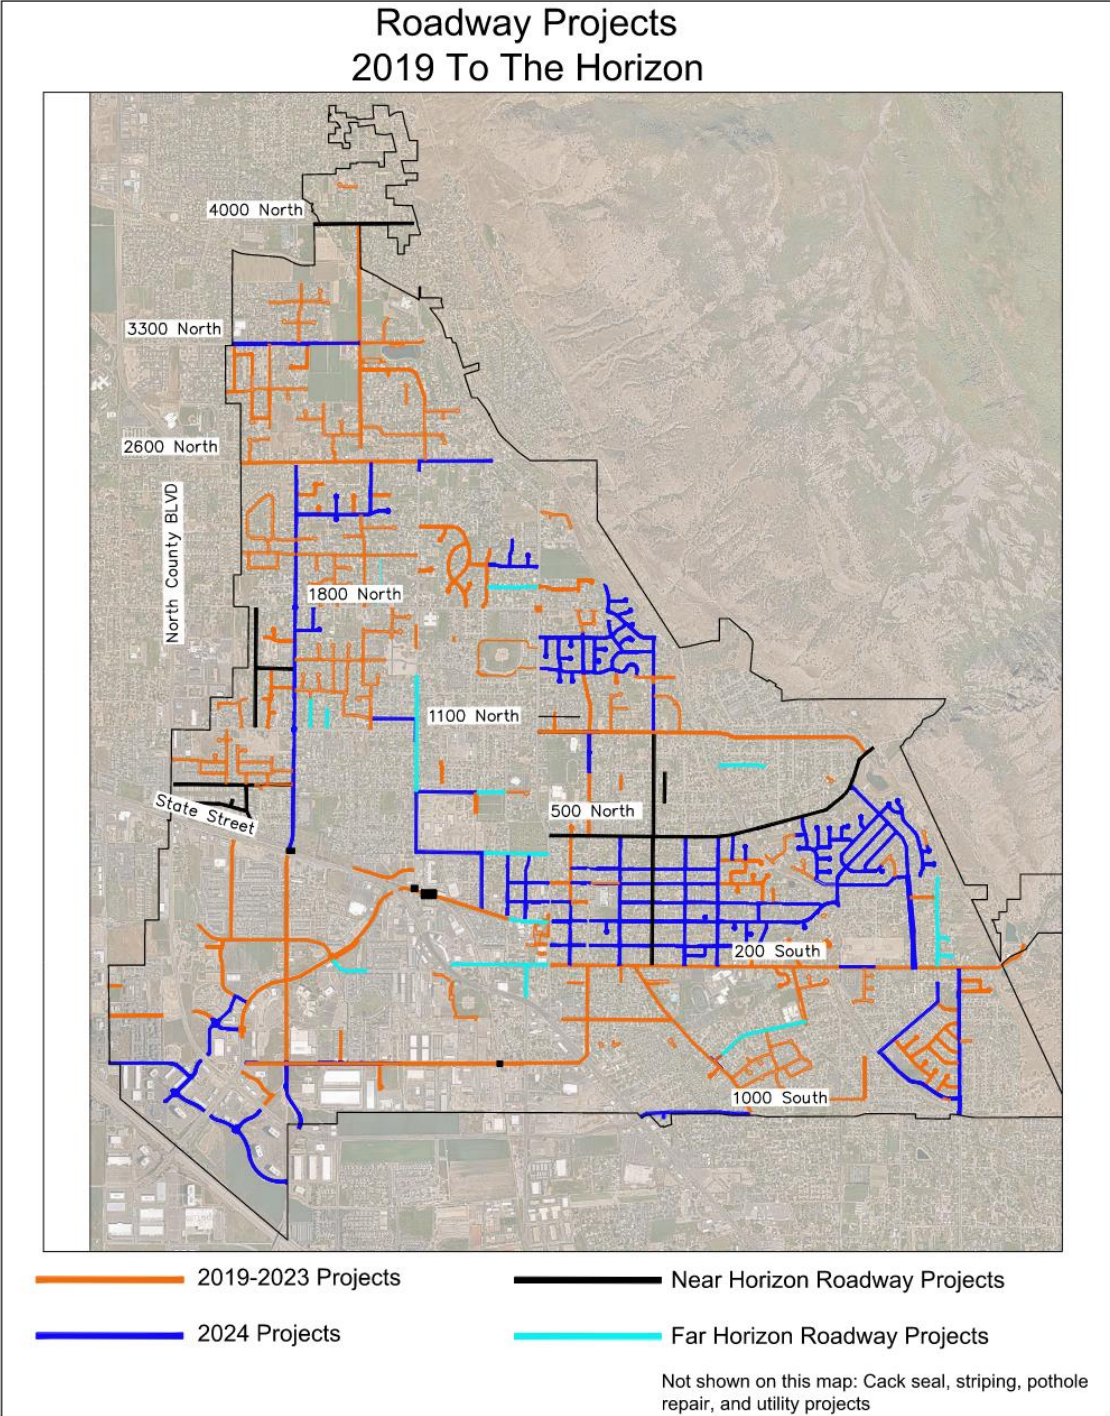 Roadway Projects
2019 To The Horizon
4000 North
3300 North
2600 North
North County BLVD
1800 North
1100 North
State Street
500 North
200 South
1000 South
2019-2023 Projects
Near Horizon Roadway Projects
2024 Projects
Far Horizon Roadway Projects
Not shown on this map: Cack seal, striping, pothole
repair, and utility projects